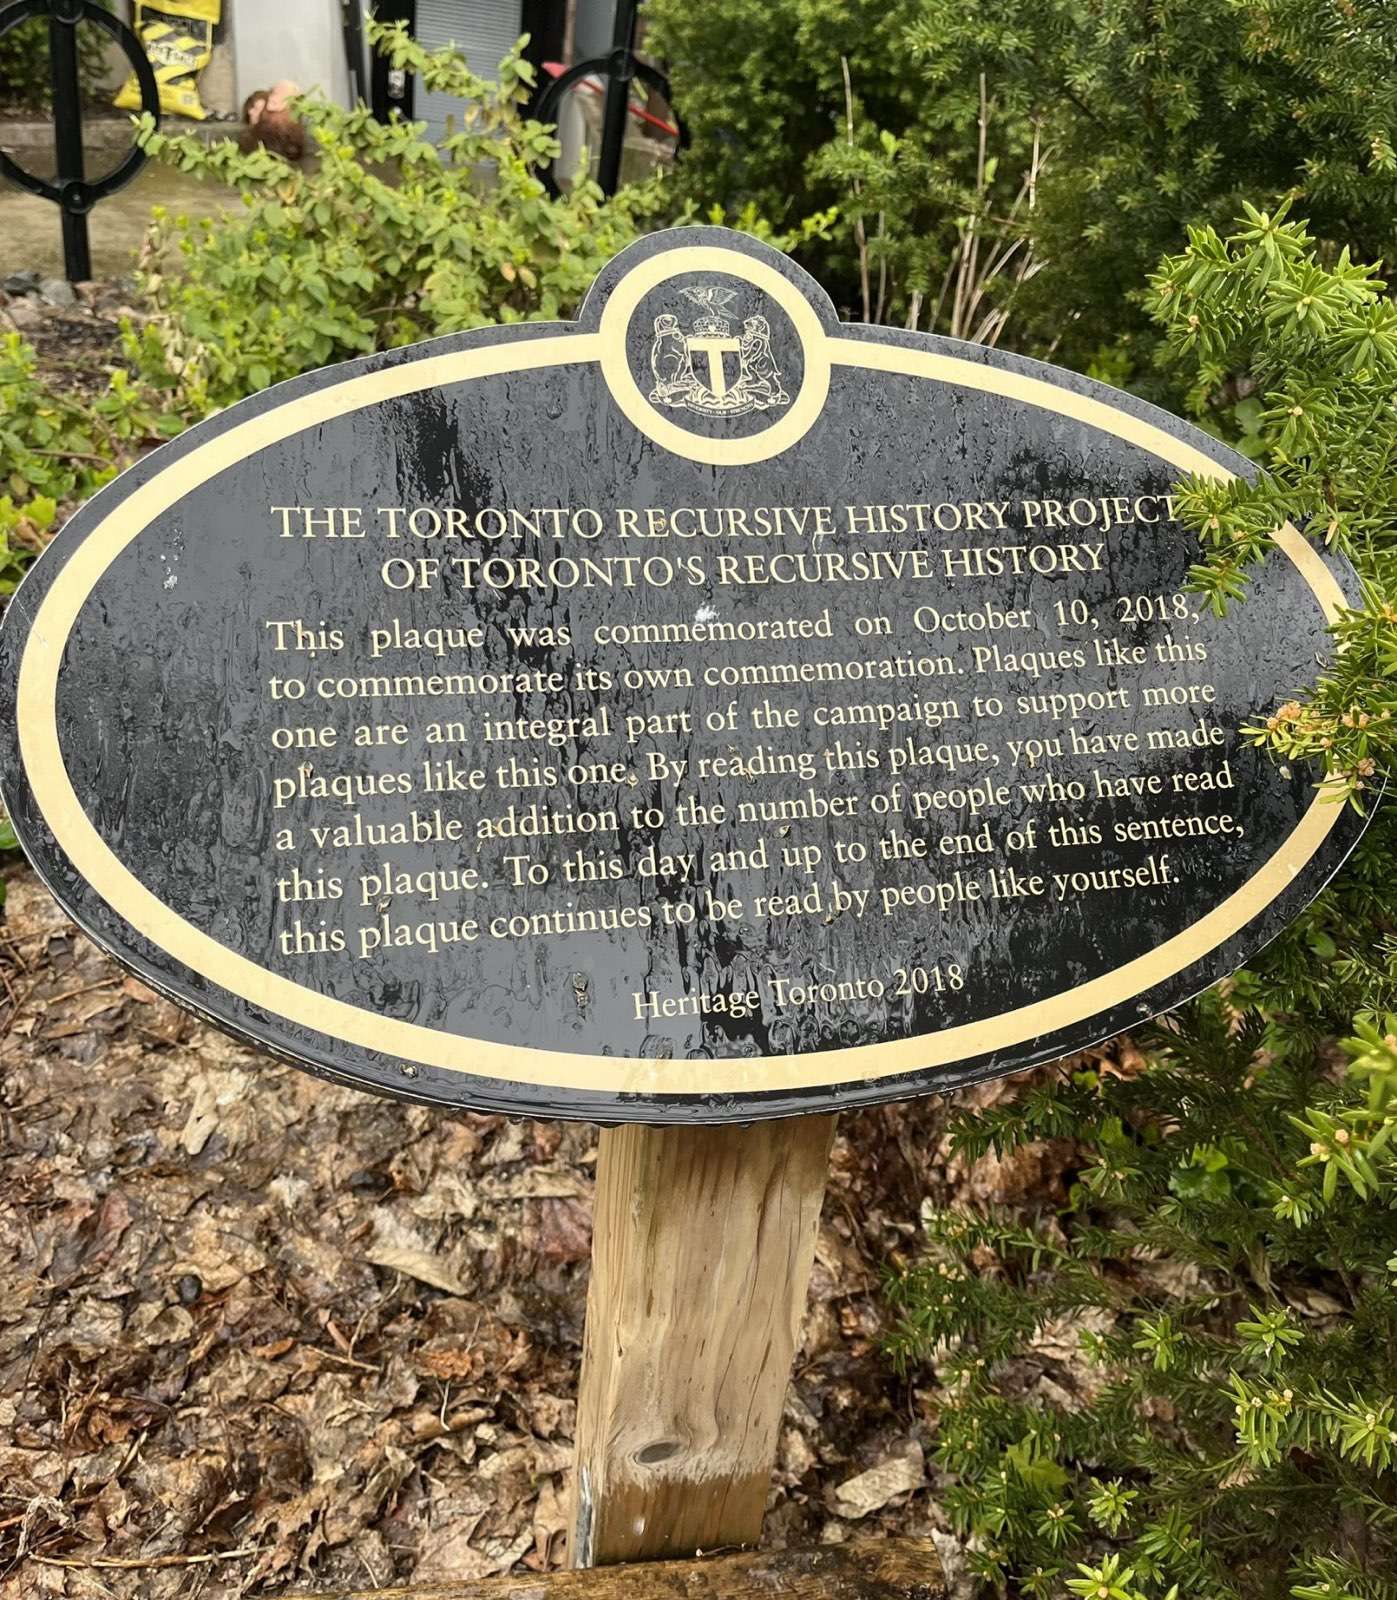 THE TORONTO RECURSIVE HISTORY PROJECT
OF TORONTO'S RECURSIVE HISTORY
This plaque was commemorated on October 10, 2018,
to commemorate its own commemoration. Plaques like this
one are an integral part of the campaign to support more
plaques like this one. By reading this plaque, you have made
a valuable addition to the number of people who have read
this plaque. To this day and up to the end of this sentence,
this plaque continues to be read by people like yourself.
Heritage Toronto 2018